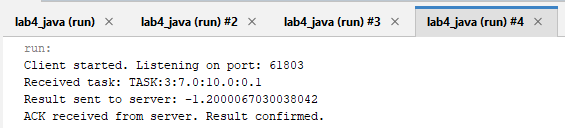 lab4_java (run) × lab4_java (run) #2 × lab4_java (run) #3 × lab4_java (run) #4 ×
run:
Client started. Listening on port: 61803
Received task: TASK:3:7.0:10.0:0.1
Result sent to server: -1.2000067030038042
ACK received from server. Result confirmed.